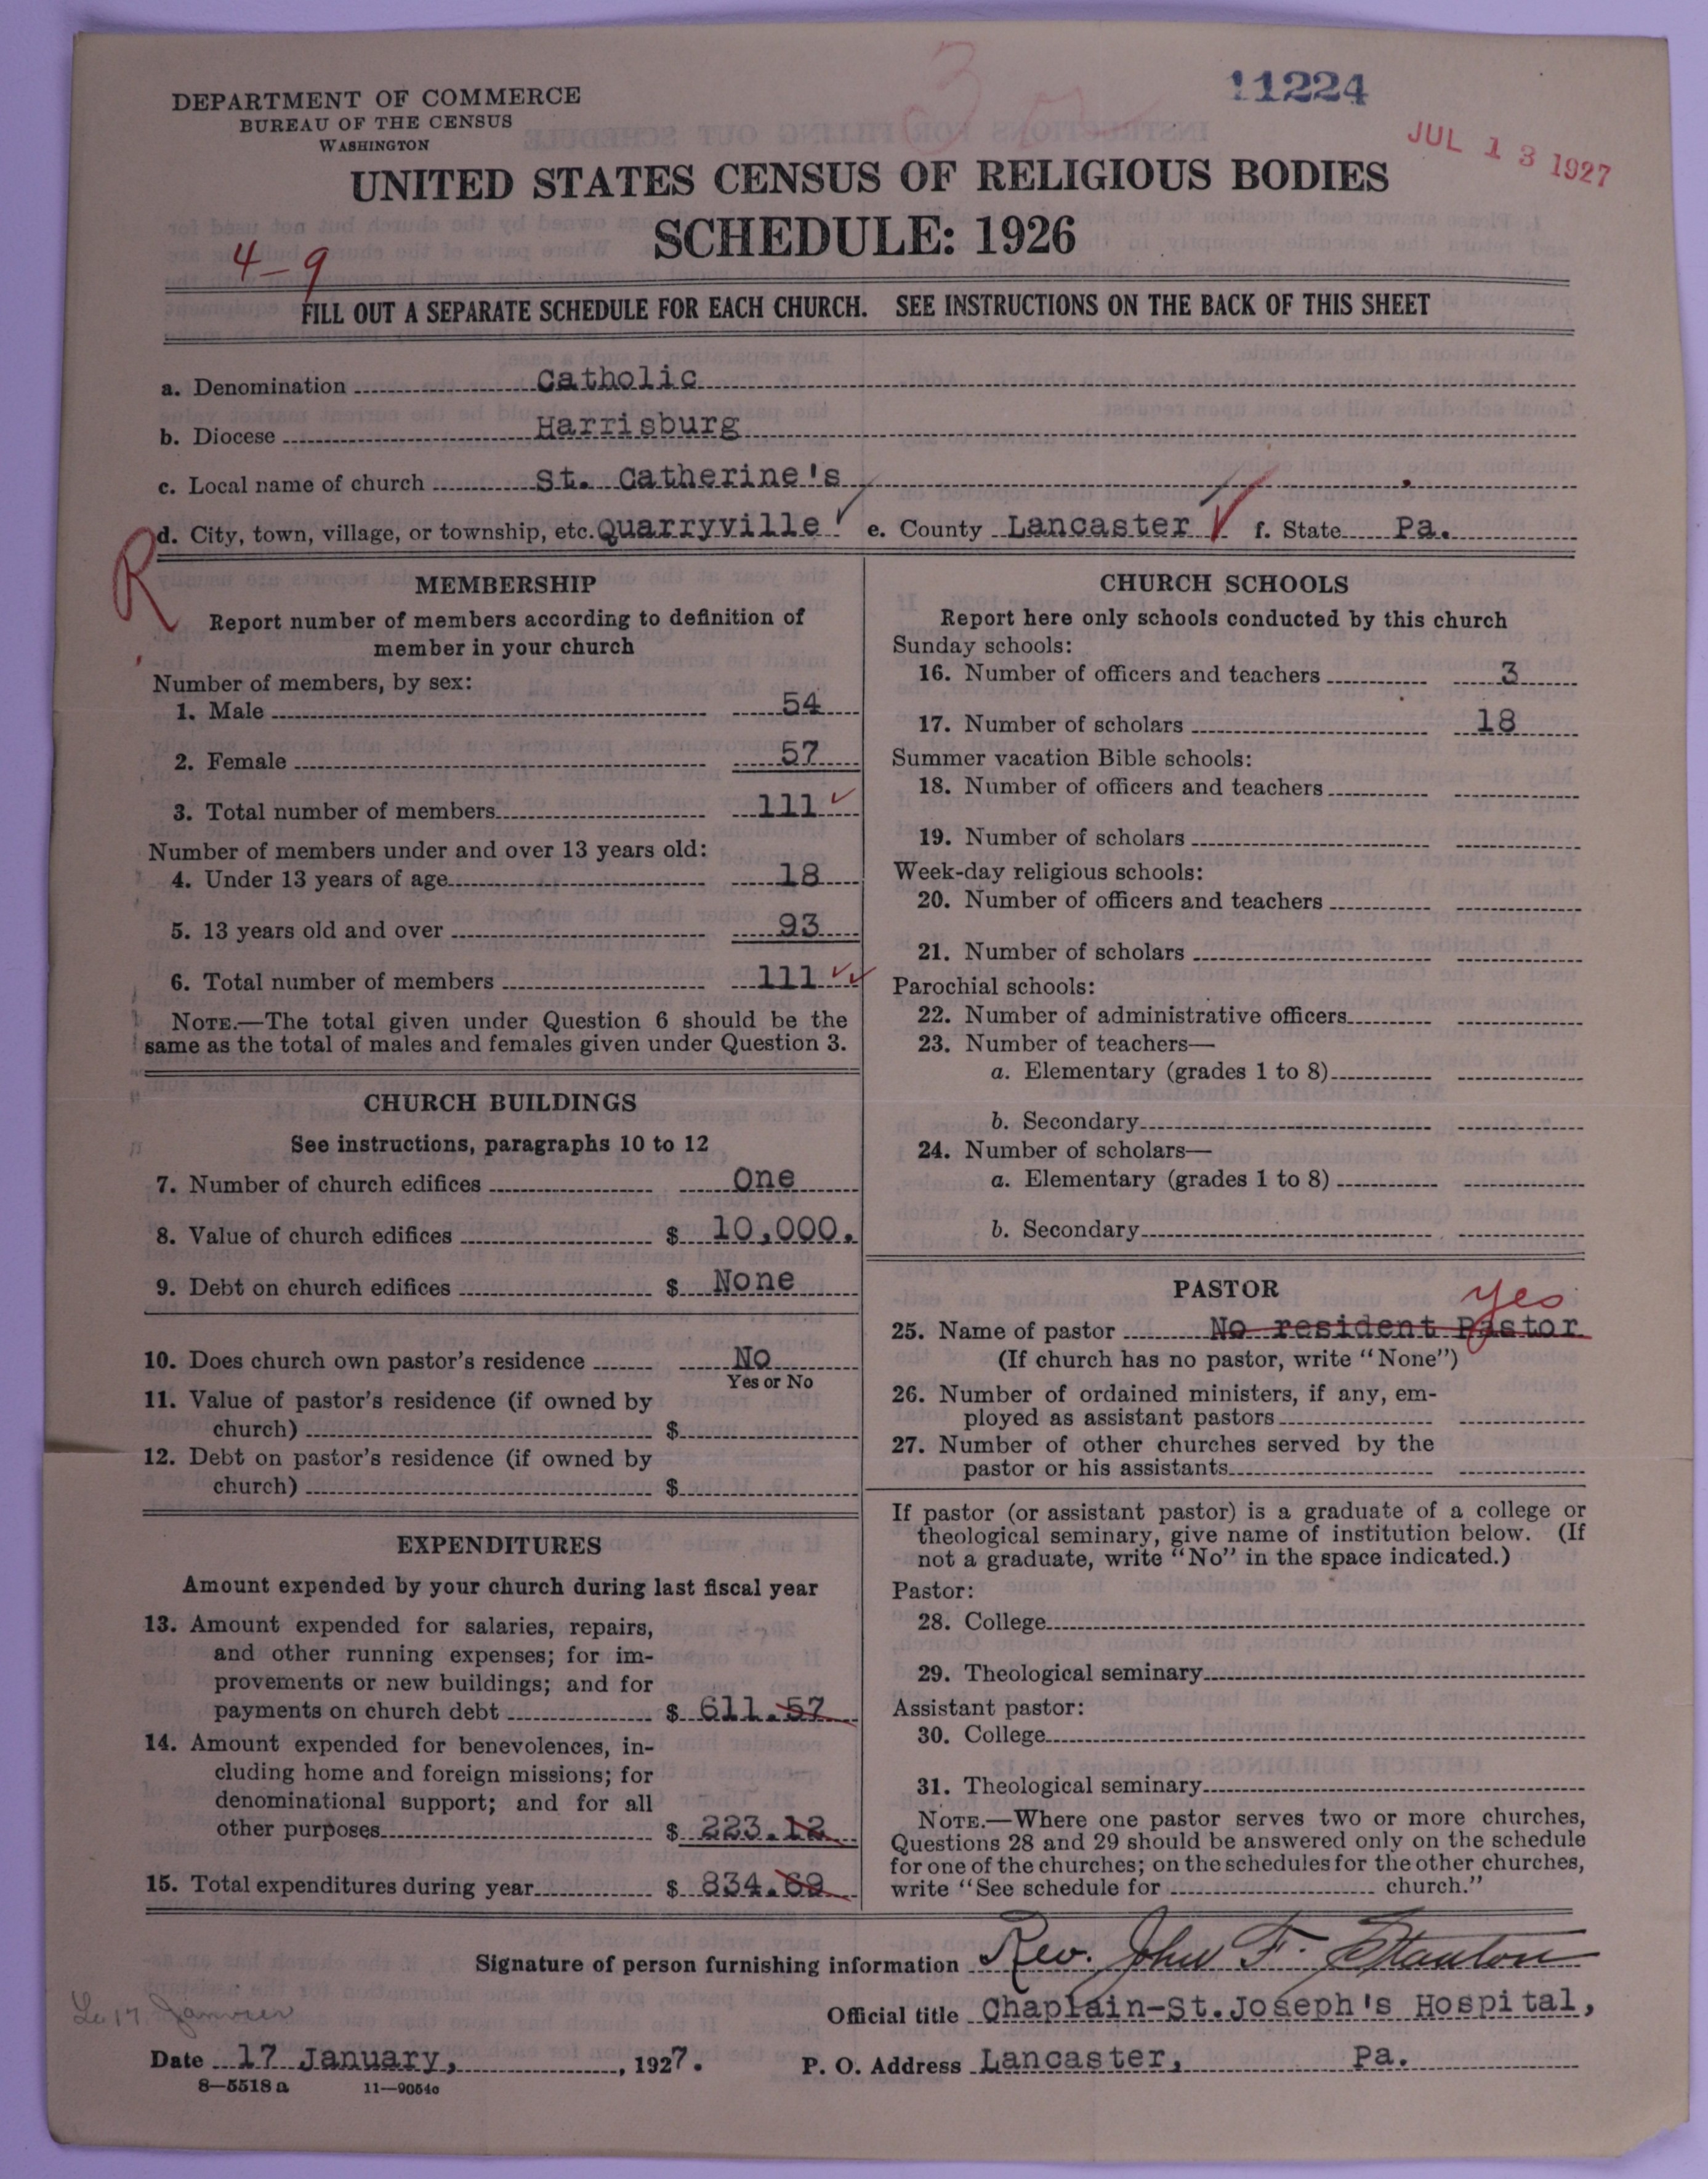 DEPARTMENT OF COMMERCE
BUREAU OF THE CENSUS
WASHINGTON
11224
JUL 13 1927
UNITED STATES CENSUS OF RELIGIOUS BODIES
SCHEDULE: 1926
4-9
FILL OUT A SEPARATE SCHEDULE FOR EACH CHURCH. SEE INSTRUCTIONS ON THE BACK OF THIS SHEET
a. Denomination Catholic
b. Diocese Harrisburg
c. Local name of church St. Catherine's
d. City, town, village, or township, etc. Quarryville e. County Lancaster f. State Pa.
R
MEMBERSHIP
Report number of members according to definition of
member in your church
Number of members, by sex:
1. Male 54
2. Female 57
3. Total number of members 111
Number of members under and over 13 years old:
4. Under 13 years of age 18
5. 13 years old and over 93
6. Total number of members 111
NOTE.—The total given under Question 6 should be the
same as the total of males and females given under Question 3.
CHURCH BUILDINGS
See instructions, paragraphs 10 to 12
7. Number of church edifices One
8. Value of church edifices $ 10,000.
9. Debt on church edifices $ None
10. Does church own pastor's residence No
Yes or No
11. Value of pastor's residence (if owned by
church) $
12. Debt on pastor's residence (if owned by
church) $
EXPENDITURES
Amount expended by your church during last fiscal year
13. Amount expended for salaries, repairs,
and other running expenses; for im-
provements or new buildings; and for
payments on church debt $ 611.57
14. Amount expended for benevolences, in-
cluding home and foreign missions; for
denominational support; and for all
other purposes $ 223.12
15. Total expenditures during year $ 834.69
CHURCH SCHOOLS
Report here only schools conducted by this church
Sunday schools:
16. Number of officers and teachers 3
17. Number of scholars 18
Summer vacation Bible schools:
18. Number of officers and teachers
19. Number of scholars
Week-day religious schools:
20. Number of officers and teachers
21. Number of scholars
Parochial schools:
22. Number of administrative officers
23. Number of teachers—
a. Elementary (grades 1 to 8)
b. Secondary
24. Number of scholars—
a. Elementary (grades 1 to 8)
b. Secondary
PASTOR
yes
25. Name of pastor No resident Pastor
(If church has no pastor, write "None")
26. Number of ordained ministers, if any, em-
ployed as assistant pastors
27. Number of other churches served by the
pastor or his assistants
If pastor (or assistant pastor) is a graduate of a college or
theological seminary, give name of institution below. (If
not a graduate, write "No" in the space indicated.)
Pastor:
28. College
29. Theological seminary
Assistant pastor:
30. College
31. Theological seminary
NOTE.—Where one pastor serves two or more churches,
Questions 28 and 29 should be answered only on the schedule
for one of the churches; on the schedules for the other churches,
write "See schedule for church."
Signature of person furnishing information Rev. John F. Stanton
Official title Chaplain-St.Joseph's Hospital,
Date 17 January, , 1927. P. O. Address Lancaster, Pa.
8—5518 a 11—9054c